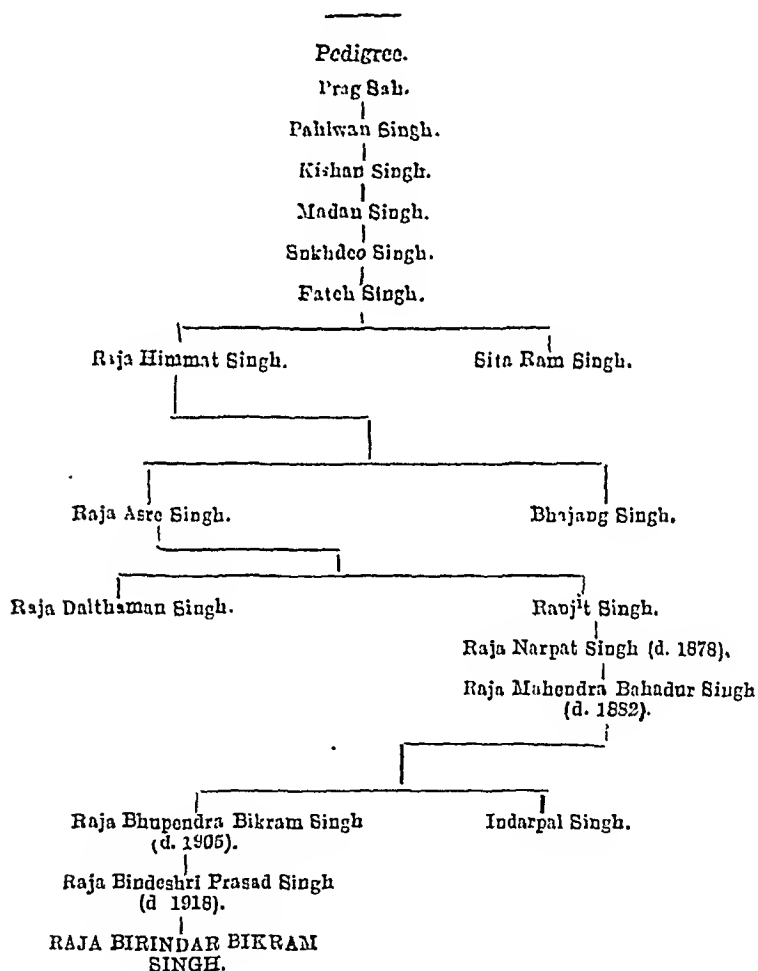 Pedigree.
Prag Sah.
Pahlwan Singh.
Kishan Singh.
Madan Singh.
Sukhdeo Singh.
Fateh Singh.
Raja Himmat Singh. Sita Ram Singh.
Raja Asre Singh. Bhujang Singh.
Raja Dalthaman Singh. Ranjit Singh.
Raja Narpat Singh (d. 1878).
Raja Mahendra Bahadur Singh
(d. 1882).
Raja Bhupendra Bikram Singh Indarpal Singh.
(d. 1905).
Raja Bindeshri Prasad Singh
(d 1918).
RAJA BIRINDAR BIKRAM
SINGH.